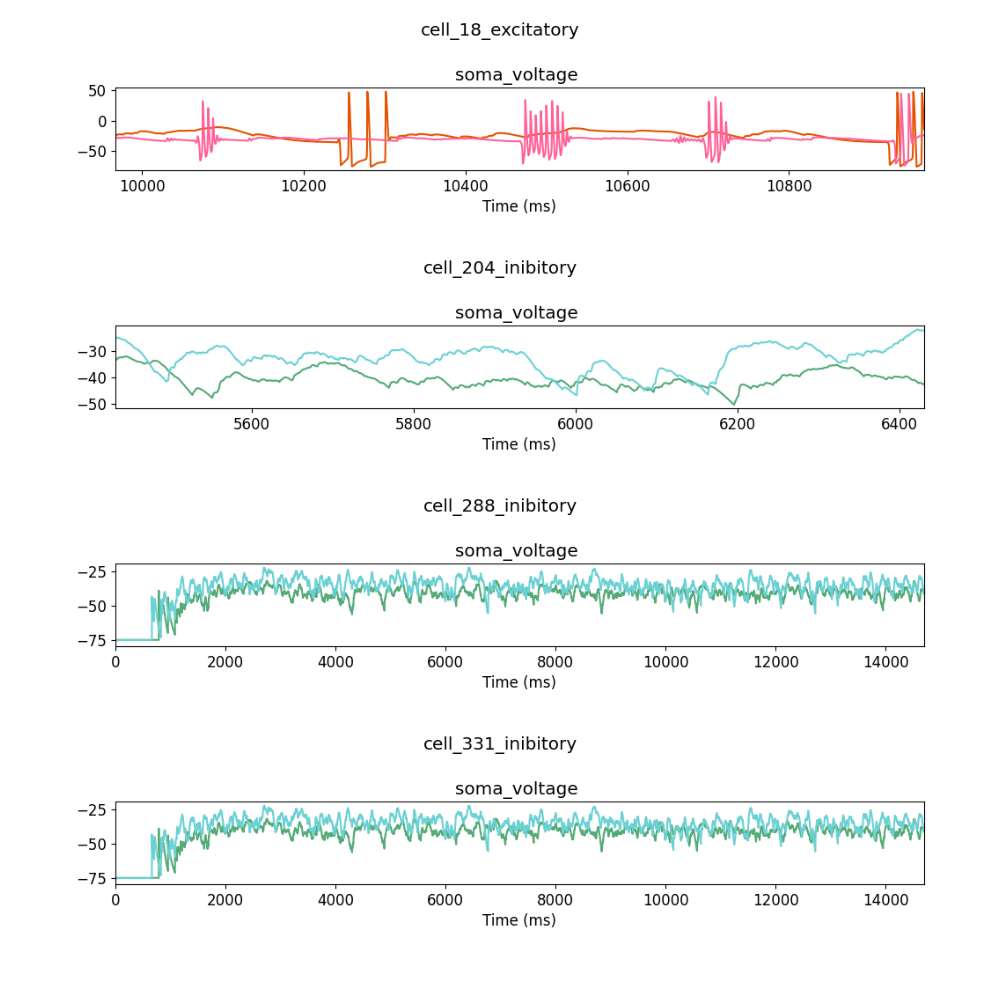 cell_18_excitatory
soma_voltage
50
0
−50
10000 10200 10400 10600 10800
Time (ms)
cell_204_inibitory
soma_voltage
−30
−40
−50
5600 5800 6000 6200 6400
Time (ms)
cell_288_inibitory
soma_voltage
−25
−50
−75
0 2000 4000 6000 8000 10000 12000 14000
Time (ms)
cell_331_inibitory
soma_voltage
−25
−50
−75
0 2000 4000 6000 8000 10000 12000 14000
Time (ms)